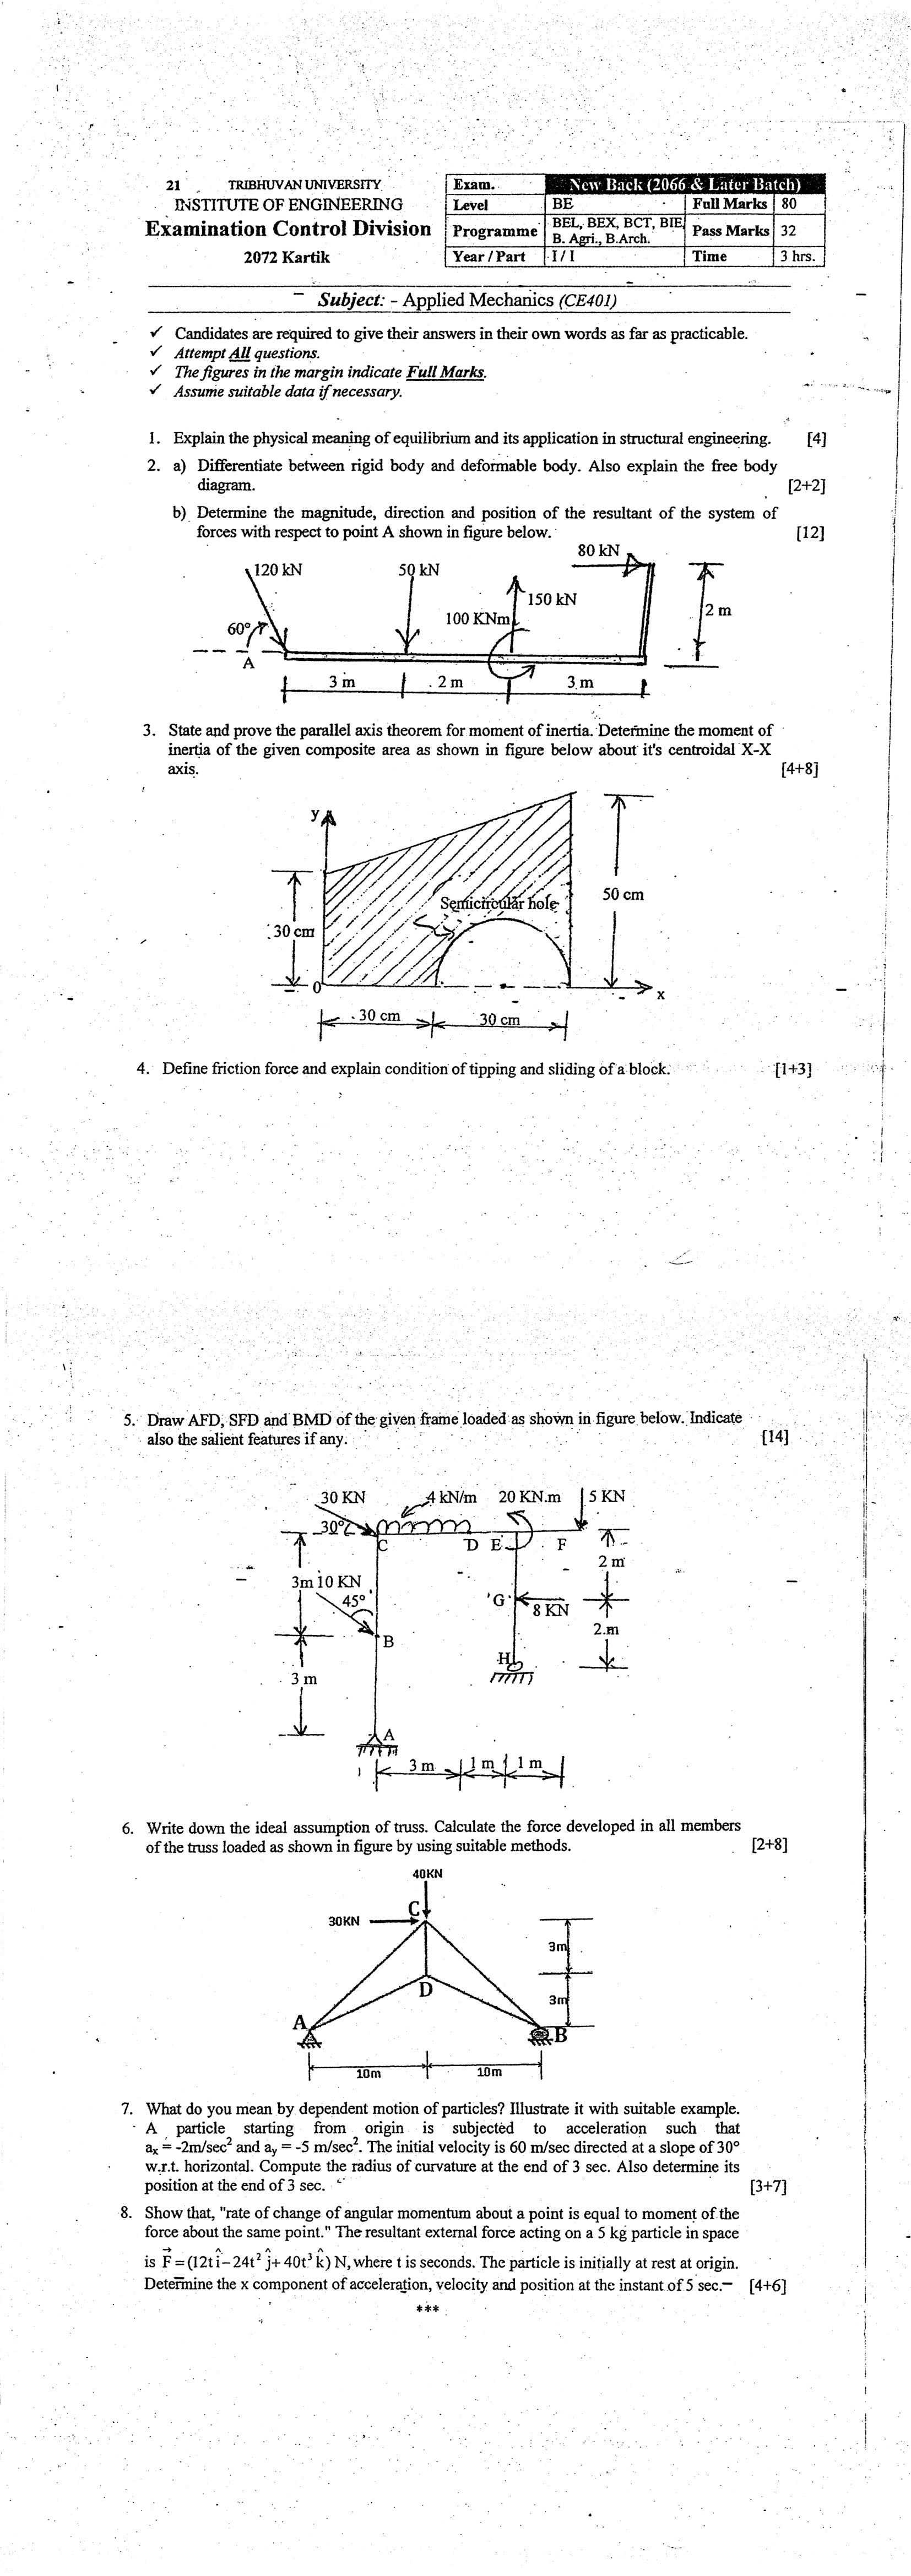 21 TRIBHUVAN UNIVERSITY
INSTITUTE OF ENGINEERING
Examination Control Division
2072 Kartik
Exam. New Back (2066 & Later Batch)
Level BE Full Marks 80
Programme BEL, BEX, BCT, BIE, B. Agri., B.Arch. Pass Marks 32
Year / Part I / I Time 3 hrs.
Subject: - Applied Mechanics (CE401)
✓ Candidates are required to give their answers in their own words as far as practicable.
✓ Attempt All questions.
✓ The figures in the margin indicate Full Marks.
✓ Assume suitable data if necessary.
1. Explain the physical meaning of equilibrium and its application in structural engineering. [4]
2. a) Differentiate between rigid body and deformable body. Also explain the free body
diagram. [2+2]
b) Determine the magnitude, direction and position of the resultant of the system of
forces with respect to point A shown in figure below. [12]
80 kN
120 kN
50 kN
150 kN
100 KNm
2 m
60°
A
3 m
2 m
3 m
3. State and prove the parallel axis theorem for moment of inertia. Determine the moment of
inertia of the given composite area as shown in figure below about it's centroidal X-X
axis. [4+8]
y
50 cm
Semicircular hole
30 cm
0
x
30 cm
30 cm
4. Define friction force and explain condition of tipping and sliding of a block. [1+3]
5. Draw AFD, SFD and BMD of the given frame loaded as shown in figure below. Indicate
also the salient features if any. [14]
30 KN
4 kN/m
20 KN.m
5 KN
30°
C
D
E
F
2 m
3m
10 KN
45°
G
8 KN
B
2.m
H
3 m
A
3 m
1 m
1 m
6. Write down the ideal assumption of truss. Calculate the force developed in all members
of the truss loaded as shown in figure by using suitable methods. [2+8]
40KN
C
30KN
3m
D
3m
A
B
10m
10m
7. What do you mean by dependent motion of particles? Illustrate it with suitable example.
A particle starting from origin is subjected to acceleration such that
aₓ = -2m/sec² and a_y = -5 m/sec². The initial velocity is 60 m/sec directed at a slope of 30°
w.r.t. horizontal. Compute the radius of curvature at the end of 3 sec. Also determine its
position at the end of 3 sec. [3+7]
8. Show that, "rate of change of angular momentum about a point is equal to moment of the
force about the same point." The resultant external force acting on a 5 kg particle in space
is F⃗ = (12t î – 24t² ĵ + 40t³ k̂) N, where t is seconds. The particle is initially at rest at origin.
Determine the x component of acceleration, velocity and position at the instant of 5 sec. [4+6]
***